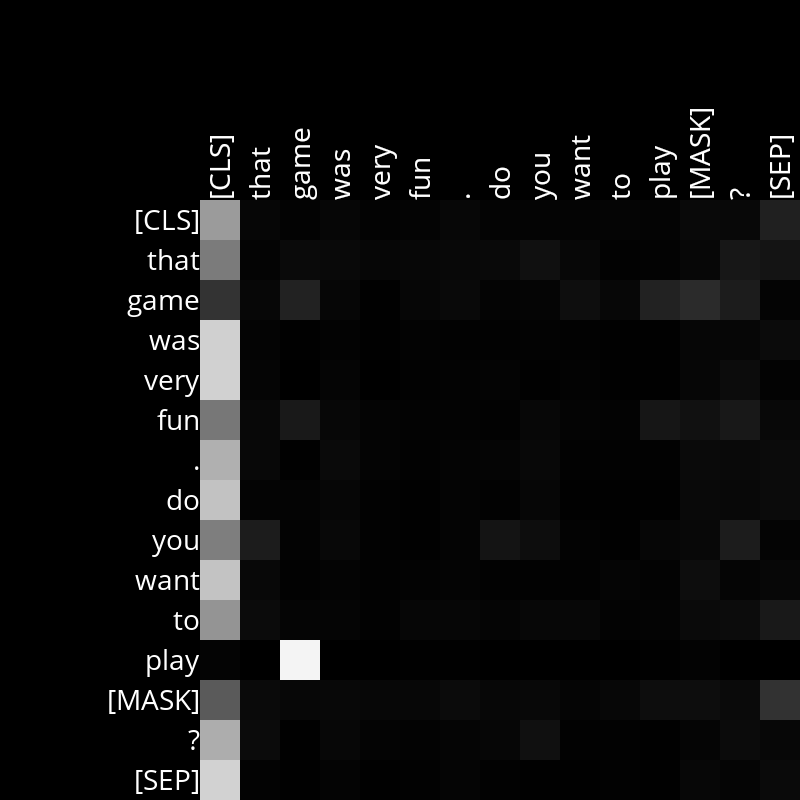 [CLS] that game was very fun . do you want to play [MASK] ? [SEP]
[CLS]
that
game
was
very
fun
.
do
you
want
to
play
[MASK]
?
[SEP]